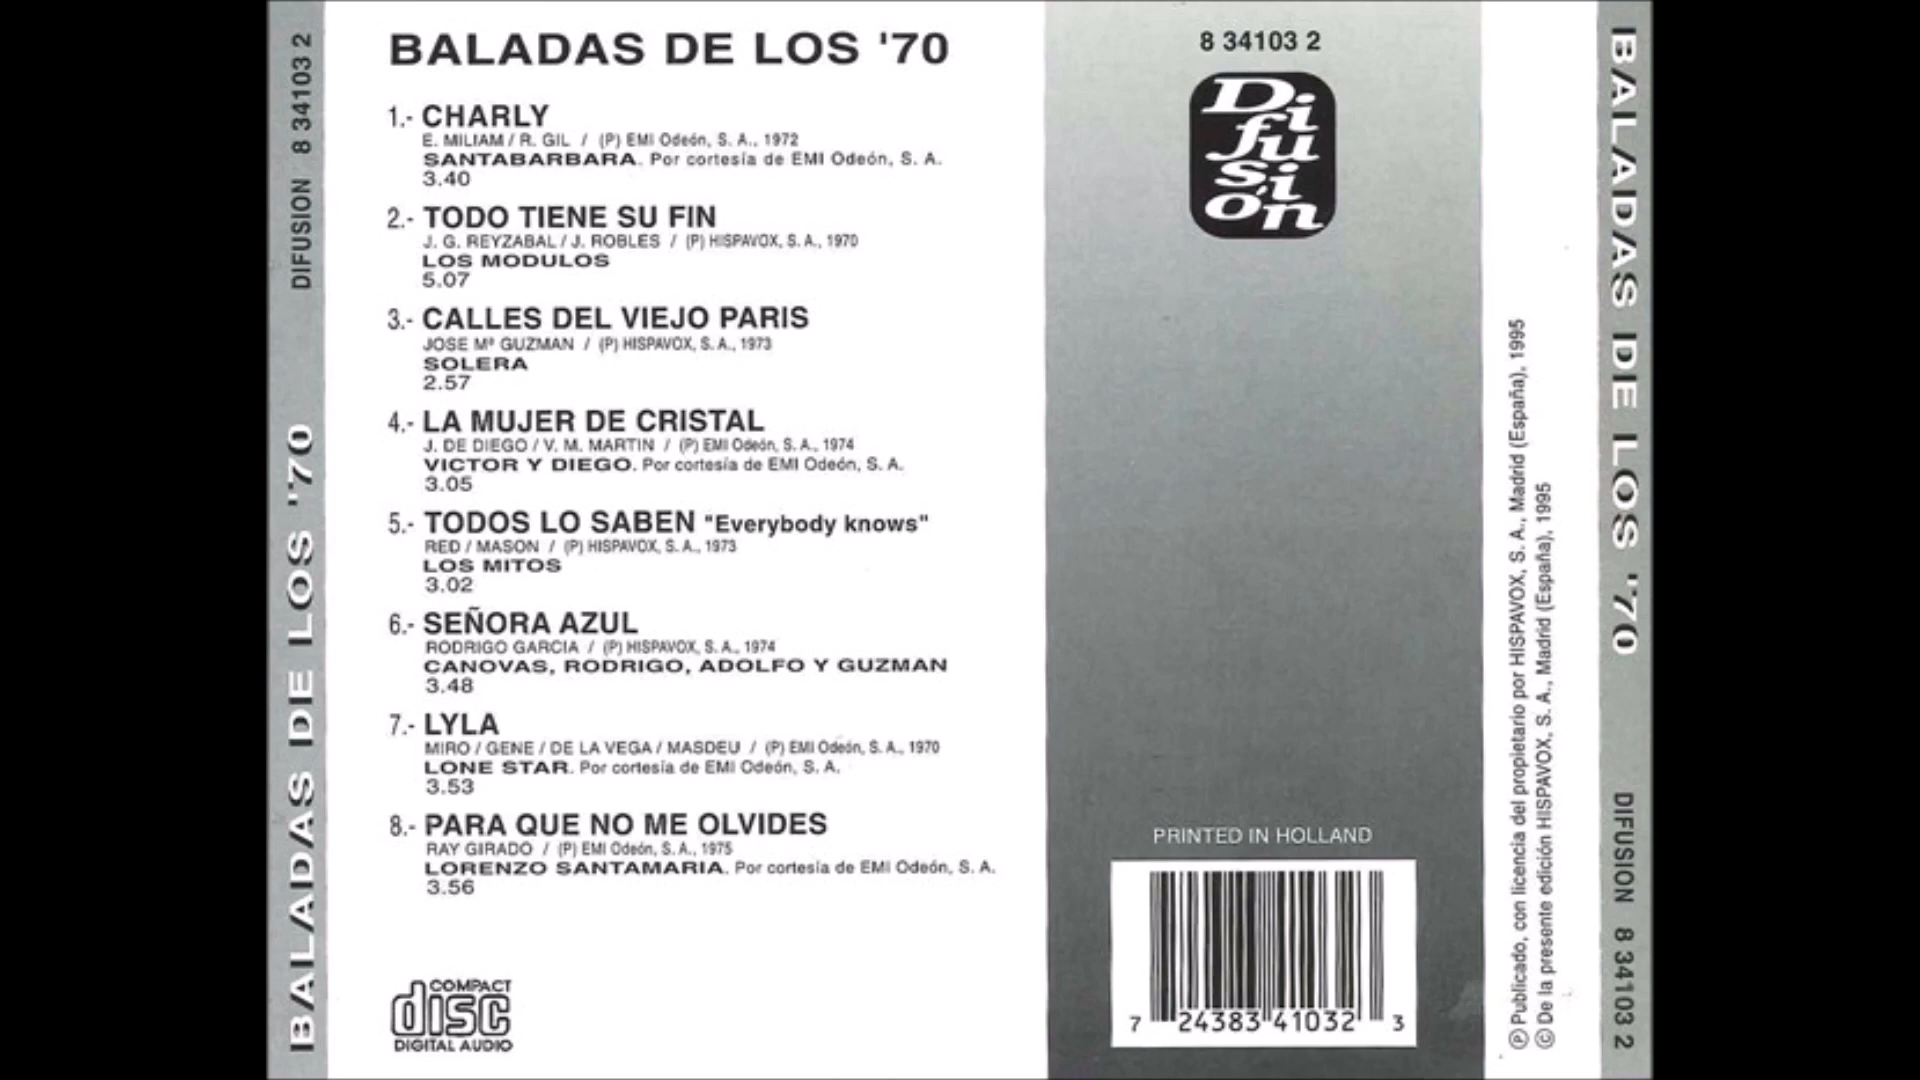 BALADAS DE LOS '70
DIFUSION 8 34103 2
BALADAS DE LOS '70
1.- CHARLY
E. MILIAM / R. GIL / (P) EMI Odeón, S. A., 1972
SANTABARBARA. Por cortesía de EMI Odeón, S. A.
3.40
2.- TODO TIENE SU FIN
J. G. REYZABAL / J. ROBLES / (P) HISPAVOX, S. A., 1970
LOS MODULOS
5.07
3.- CALLES DEL VIEJO PARIS
JOSE Mª GUZMAN / (P) HISPAVOX, S. A., 1973
SOLERA
2.57
4.- LA MUJER DE CRISTAL
J. DE DIEGO / V. M. MARTIN / (P) EMI Odeón, S. A., 1974
VICTOR Y DIEGO. Por cortesía de EMI Odeón, S. A.
3.05
5.- TODOS LO SABEN "Everybody knows"
RED / MASON / (P) HISPAVOX, S. A., 1973
LOS MITOS
3.02
6.- SEÑORA AZUL
RODRIGO GARCIA / (P) HISPAVOX, S. A., 1974
CANOVAS, RODRIGO, ADOLFO Y GUZMAN
3.48
7.- LYLA
MIRO / GENE / DE LA VEGA / MASDEU / (P) EMI Odeón, S. A., 1970
LONE STAR. Por cortesía de EMI Odeón, S. A.
3.53
8.- PARA QUE NO ME OLVIDES
RAY GIRADO / (P) EMI Odeón, S. A., 1975
LORENZO SANTAMARIA. Por cortesía de EMI Odeón, S. A.
3.56
COMPACT
disc
DIGITAL AUDIO
8 34103 2
Di
fu
si
ón
PRINTED IN HOLLAND
7 24383 41032 3
Ⓟ Publicado, con licencia del propietario por HISPAVOX, S. A., Madrid (España), 1995
© De la presente edición HISPAVOX, S. A., Madrid (España), 1995
BALADAS DE LOS '70
DIFUSION 8 34103 2